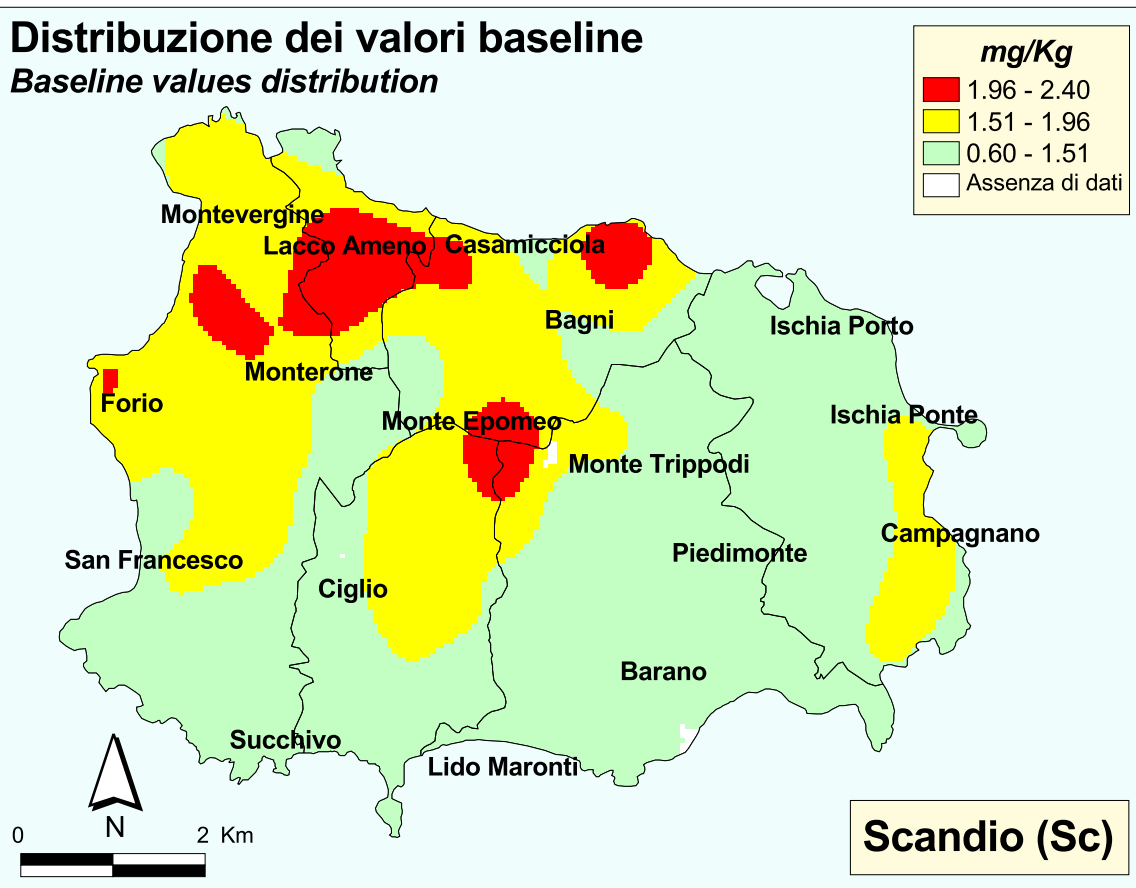 Distribuzione dei valori baseline
Baseline values distribution
mg/Kg
1.96 - 2.40
1.51 - 1.96
0.60 - 1.51
Assenza di dati
Montevergine
Lacco Ameno
Casamicciola
Bagni
Ischia Porto
Monterone
Forio
Monte Epomeo
Ischia Ponte
Monte Trippodi
Campagnano
San Francesco
Piedimonte
Ciglio
Barano
Succhivo
Lido Maronti
N
0 2 Km
Scandio (Sc)